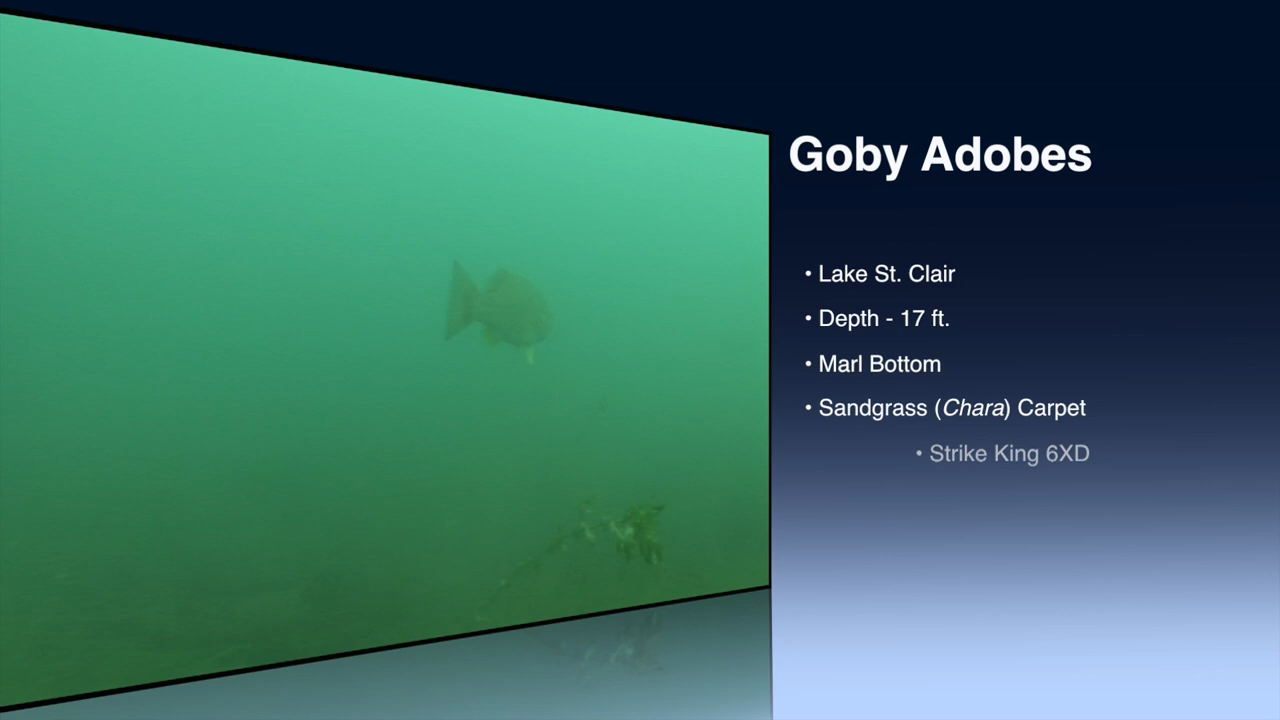 Goby Adobes
• Lake St. Clair
• Depth - 17 ft.
• Marl Bottom
• Sandgrass (Chara) Carpet
• Strike King 6XD